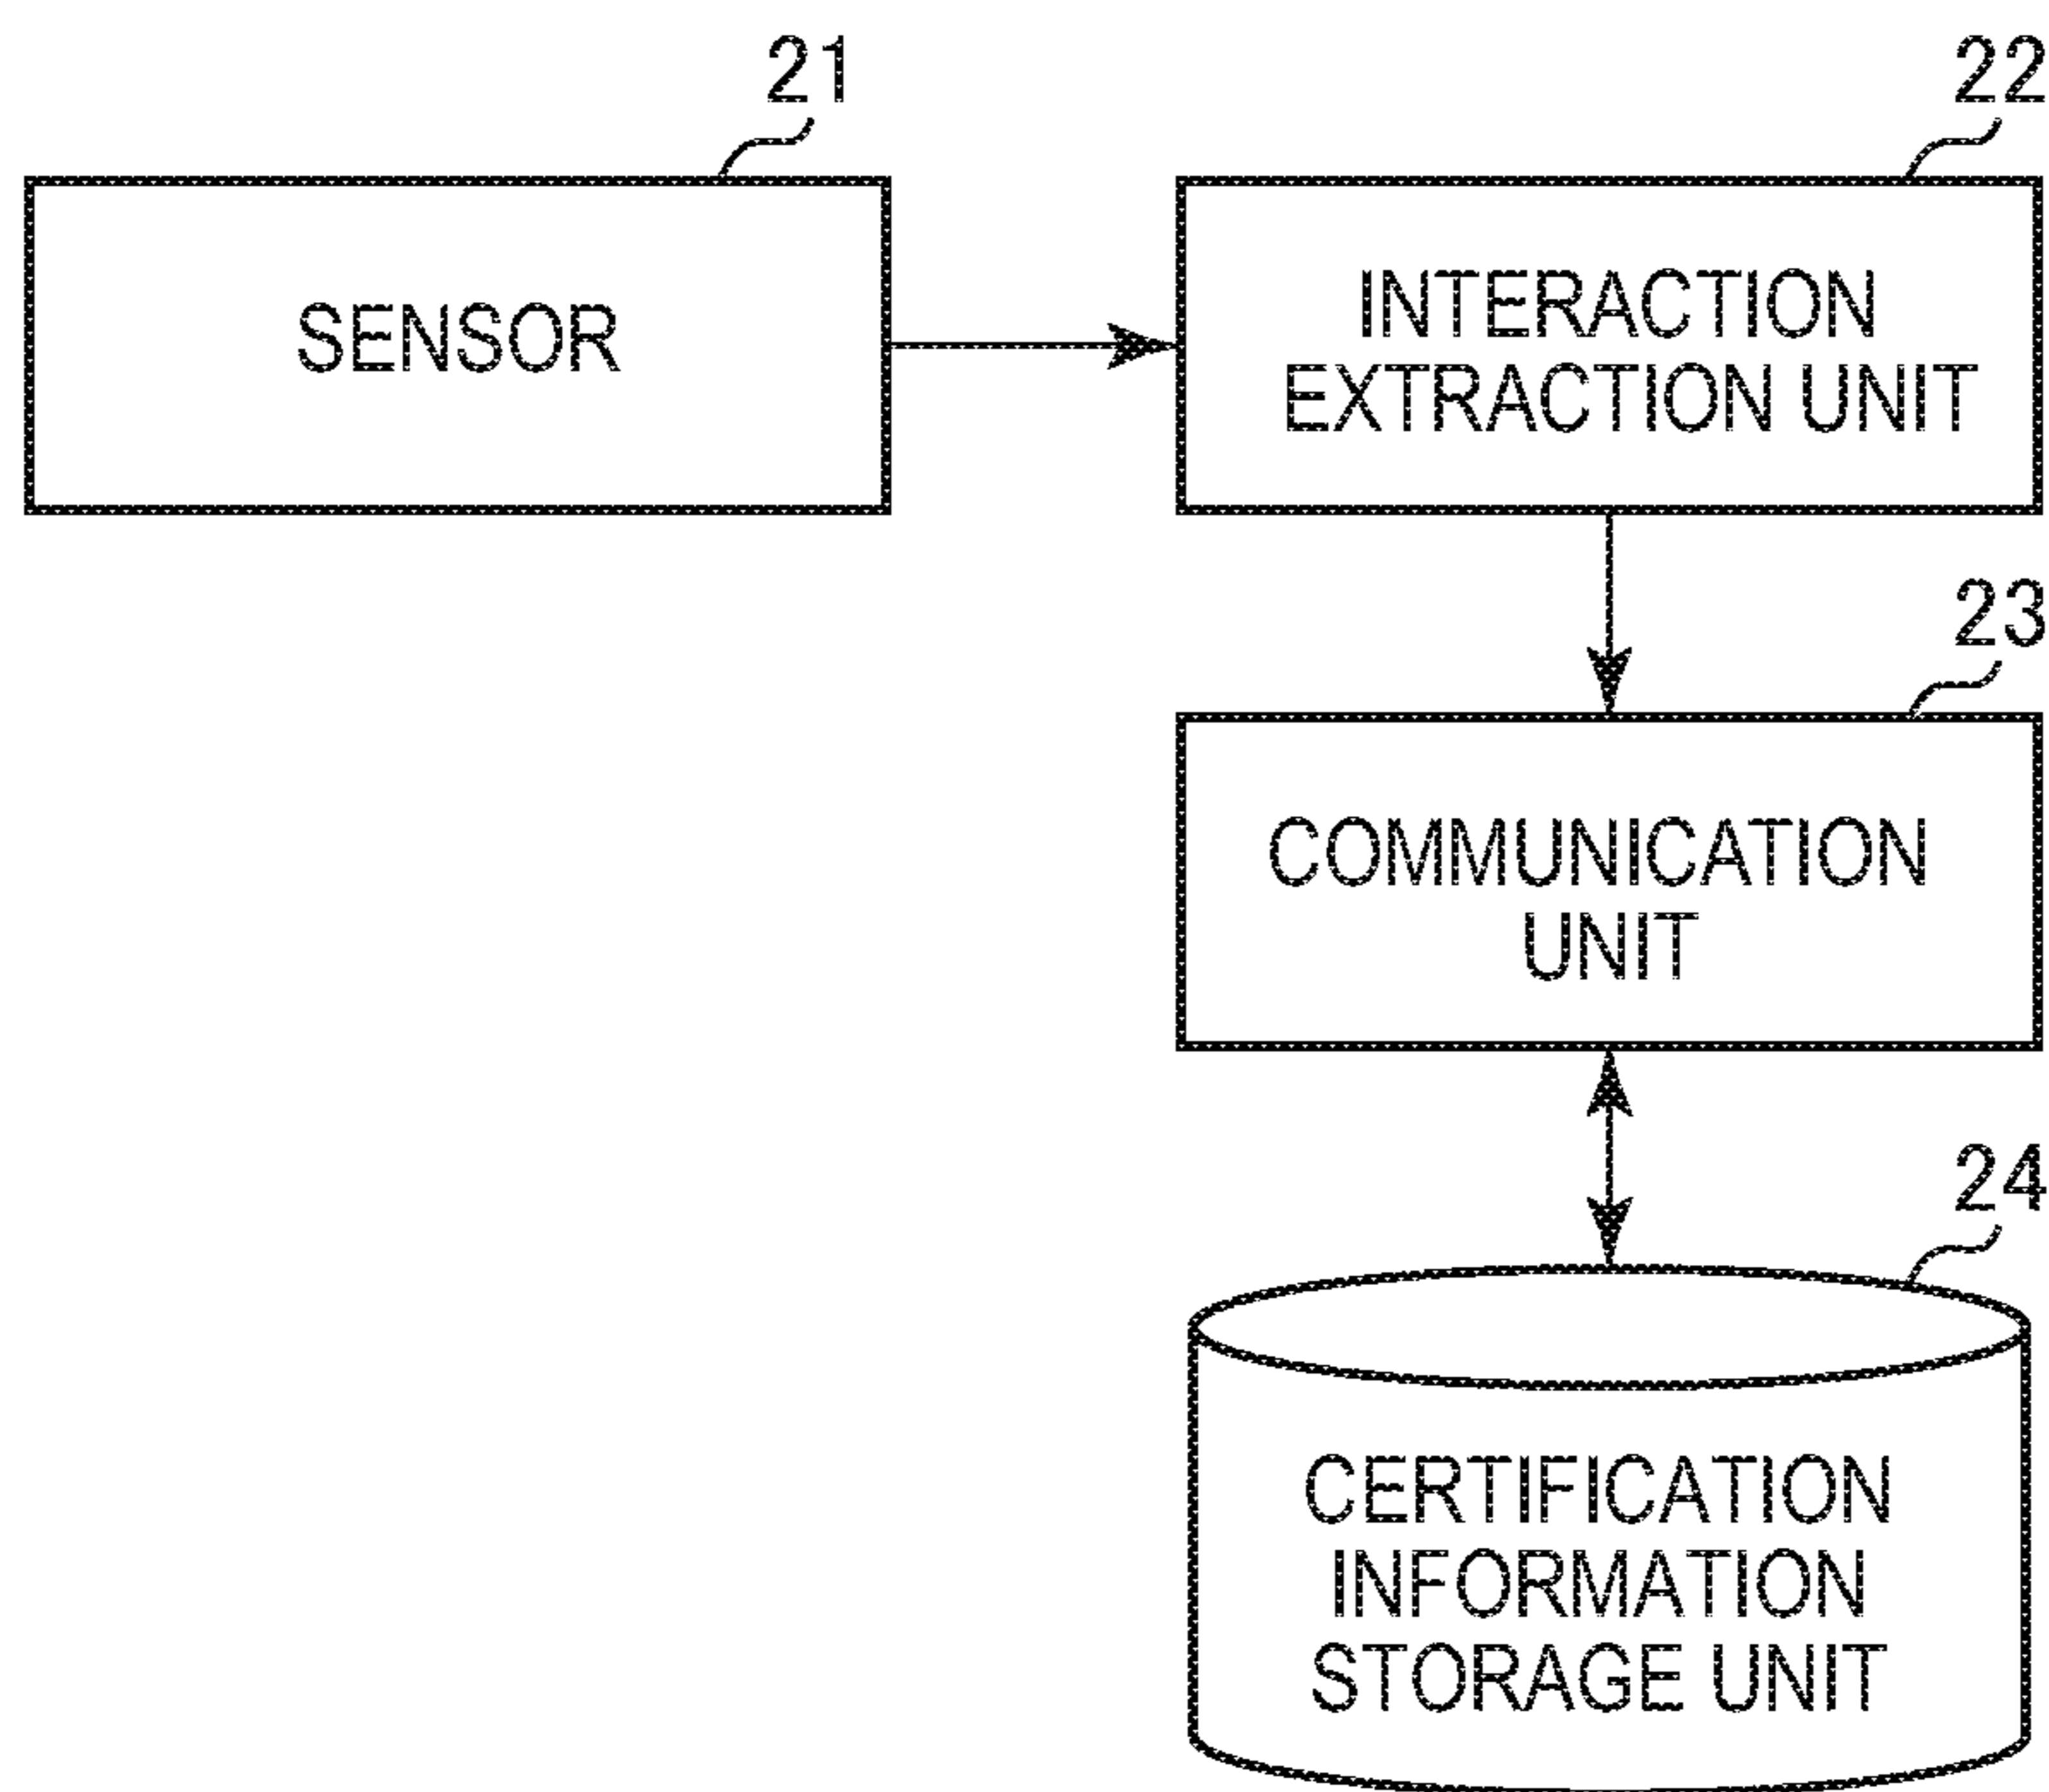 21
22
SENSOR
INTERACTION
EXTRACTION UNIT
23
COMMUNICATION
UNIT
24
CERTIFICATION
INFORMATION
STORAGE UNIT